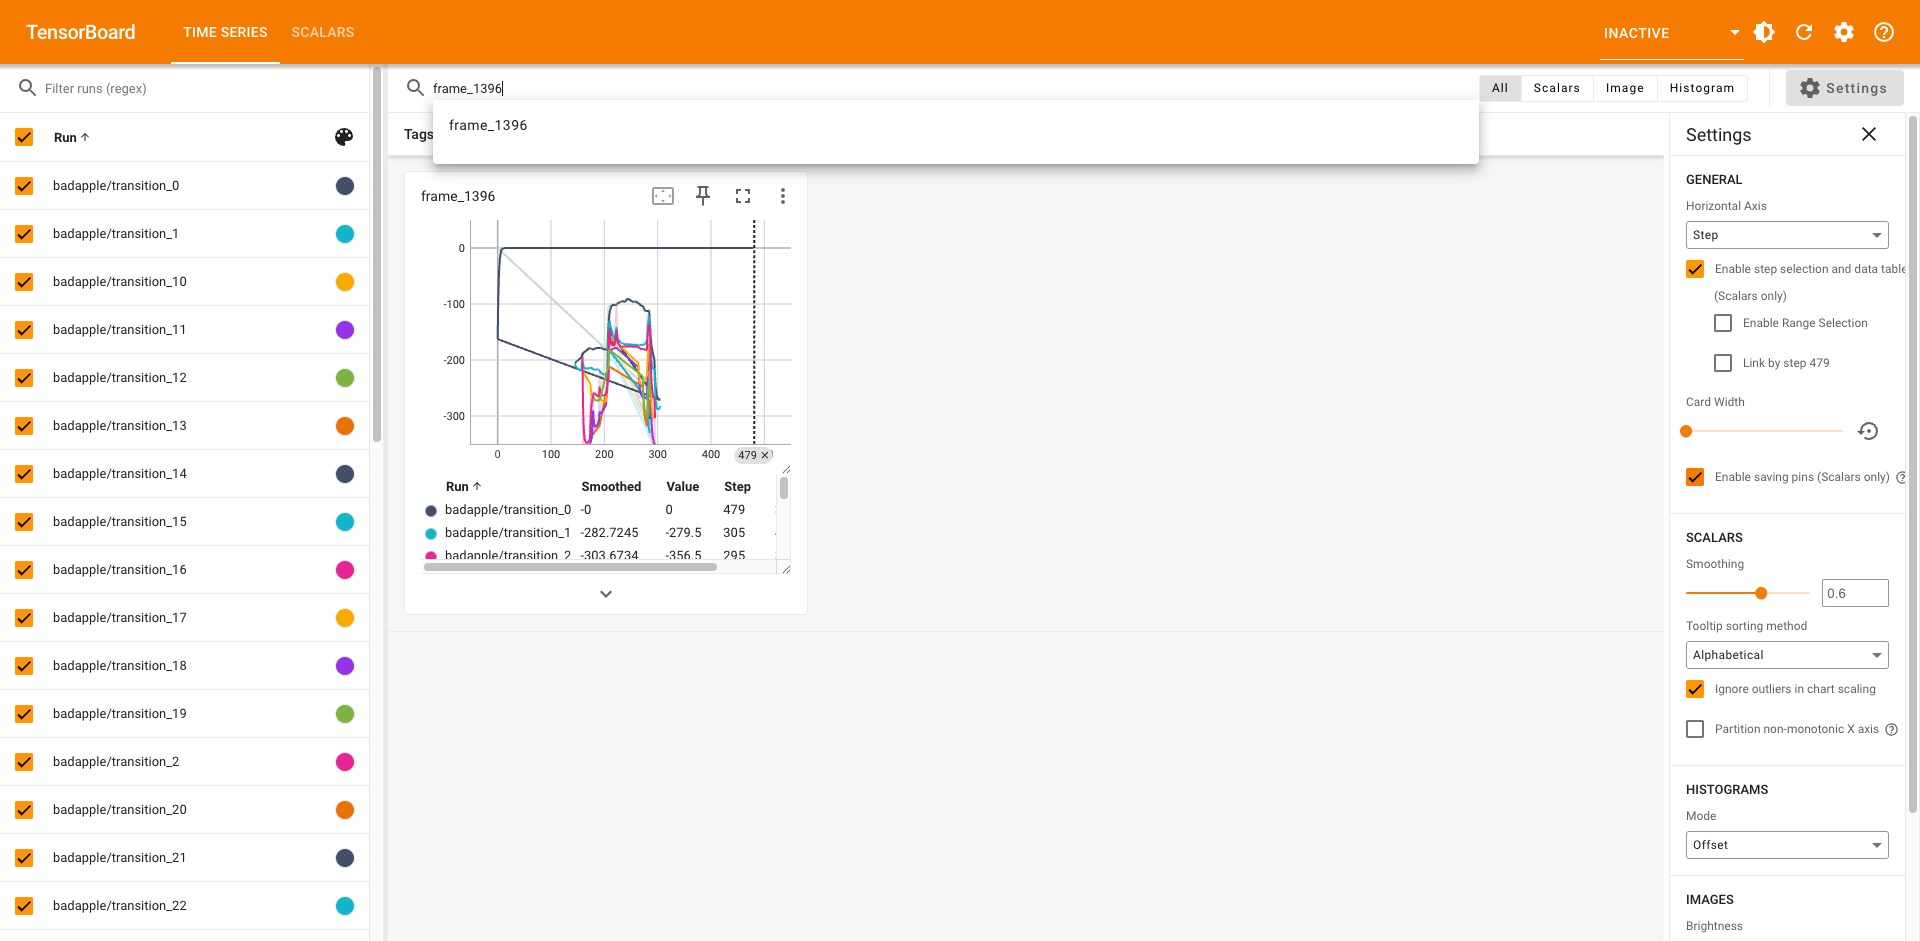 TensorBoard
TIME SERIES
SCALARS
INACTIVE
Filter runs (regex)
Run
badapple/transition_0
badapple/transition_1
badapple/transition_10
badapple/transition_11
badapple/transition_12
badapple/transition_13
badapple/transition_14
badapple/transition_15
badapple/transition_16
badapple/transition_17
badapple/transition_18
badapple/transition_19
badapple/transition_2
badapple/transition_20
badapple/transition_21
badapple/transition_22
frame_1396
All Scalars Image Histogram
Settings
frame_1396
Tags
frame_1396
0
-100
-200
-300
0 100 200 300 400 479
Run Smoothed Value Step
badapple/transition_0 -0 0 479
badapple/transition_1 -282.7245 -279.5 305
badapple/transition_2 -303.6734 -356.5 295
Settings
GENERAL
Horizontal Axis
Step
Enable step selection and data table
(Scalars only)
Enable Range Selection
Link by step 479
Card Width
Enable saving pins (Scalars only)
SCALARS
Smoothing
0.6
Tooltip sorting method
Alphabetical
Ignore outliers in chart scaling
Partition non-monotonic X axis
HISTOGRAMS
Mode
Offset
IMAGES
Brightness